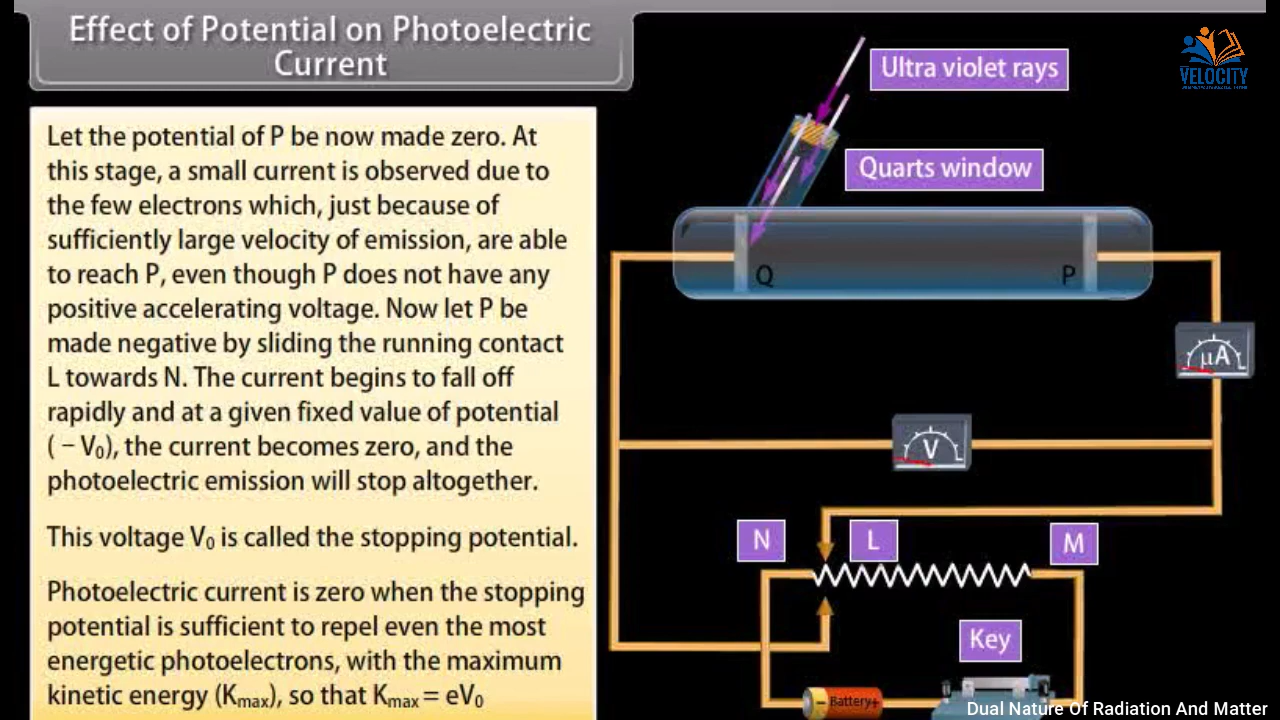 Effect of Potential on Photoelectric
Current
Let the potential of P be now made zero. At
this stage, a small current is observed due to
the few electrons which, just because of
sufficiently large velocity of emission, are able
to reach P, even though P does not have any
positive accelerating voltage. Now let P be
made negative by sliding the running contact
L towards N. The current begins to fall off
rapidly and at a given fixed value of potential
( − V₀), the current becomes zero, and the
photoelectric emission will stop altogether.
This voltage V₀ is called the stopping potential.
Photoelectric current is zero when the stopping
potential is sufficient to repel even the most
energetic photoelectrons, with the maximum
kinetic energy (Kmax), so that Kmax = eV₀
Ultra violet rays
Quarts window
VELOCITY
Q
P
μA
V
N
L
M
Key
− Battery+
Dual Nature Of Radiation And Matter